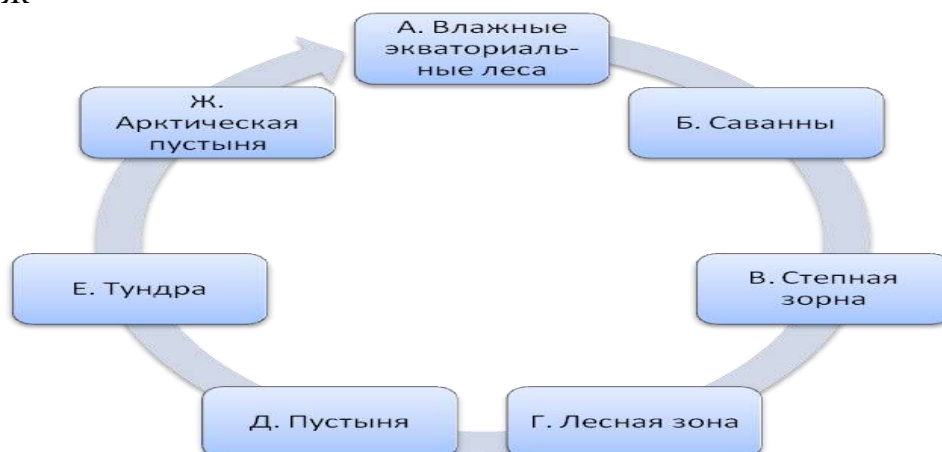 А. Влажные
экваториаль-
ные леса
Б. Саванны
В. Степная
зорна
Г. Лесная зона
Д. Пустыня
Е. Тундра
Ж.
Арктическая
пустыня